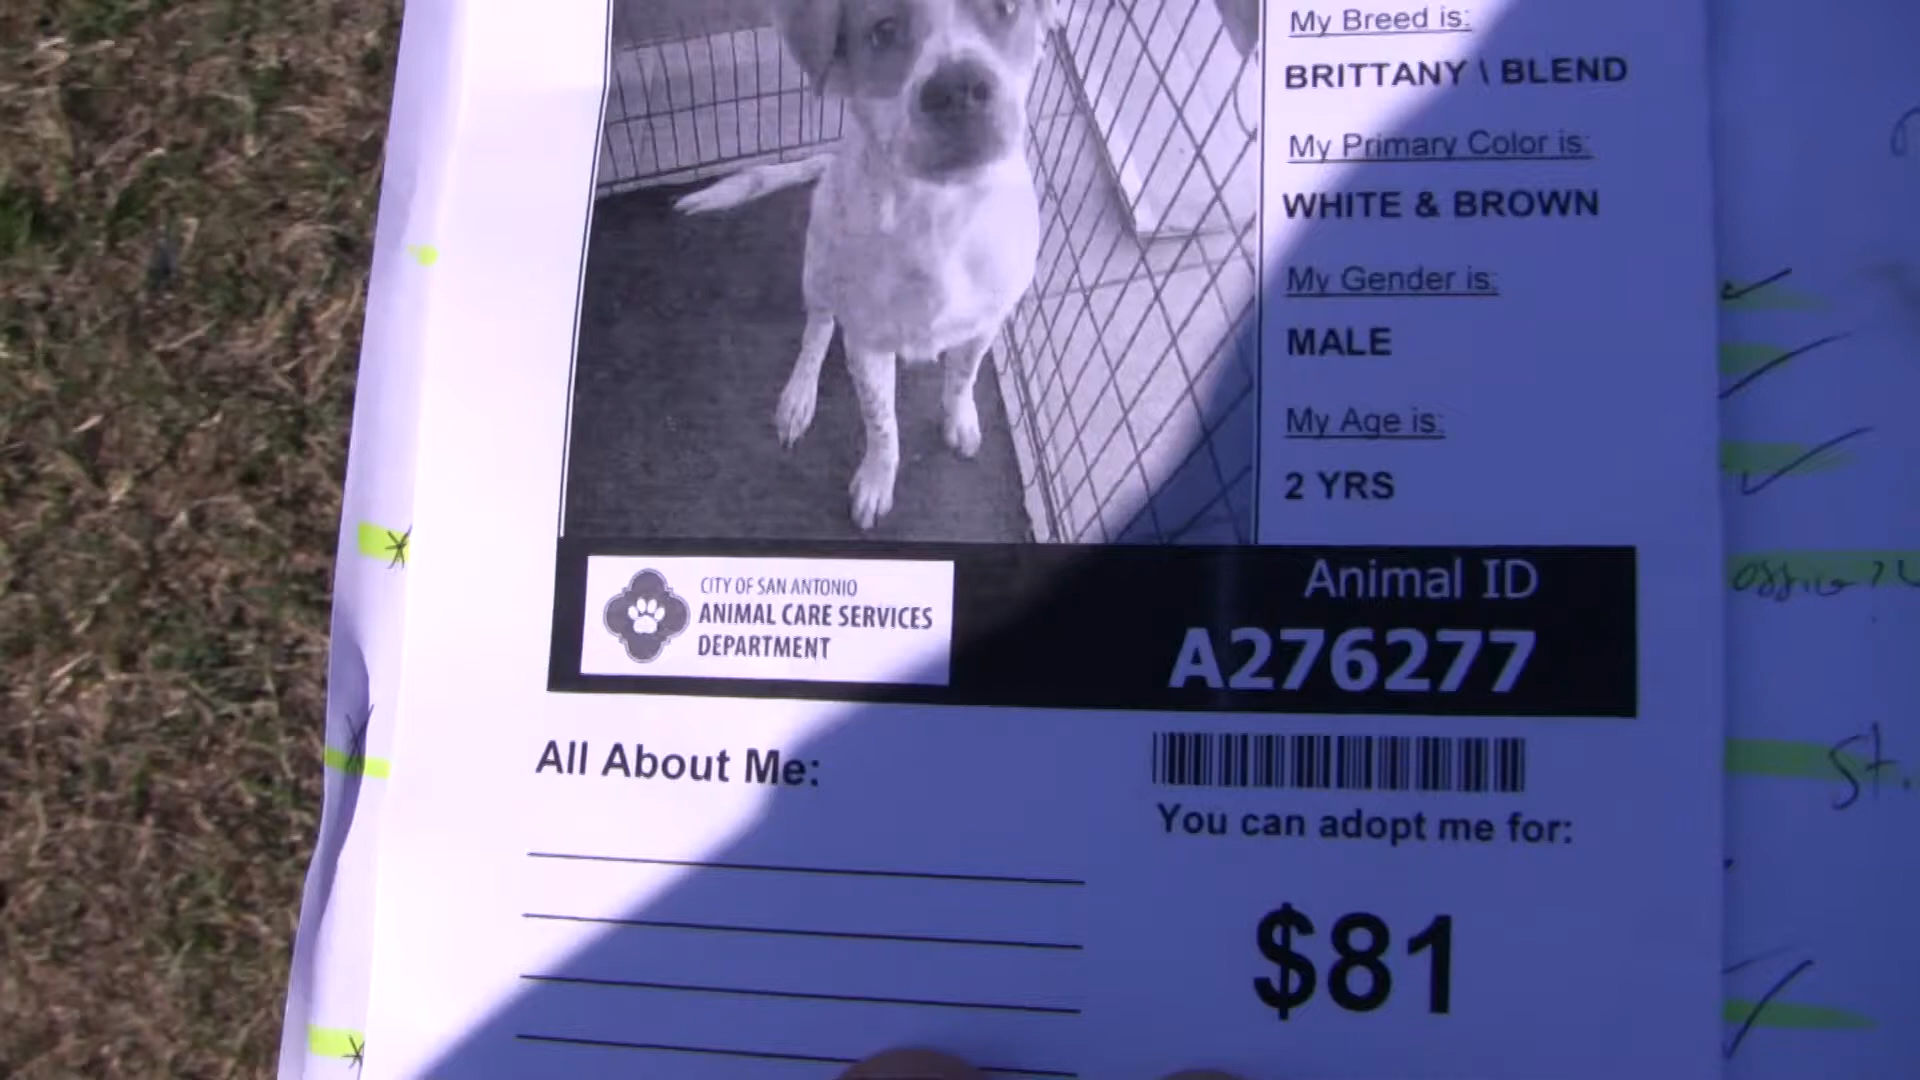 My Breed is:
BRITTANY \ BLEND
My Primary Color is:
WHITE & BROWN
My Gender is:
MALE
My Age is:
2 YRS
CITY OF SAN ANTONIO
ANIMAL CARE SERVICES
DEPARTMENT
Animal ID
A276277
All About Me:
You can adopt me for:
$81
St.